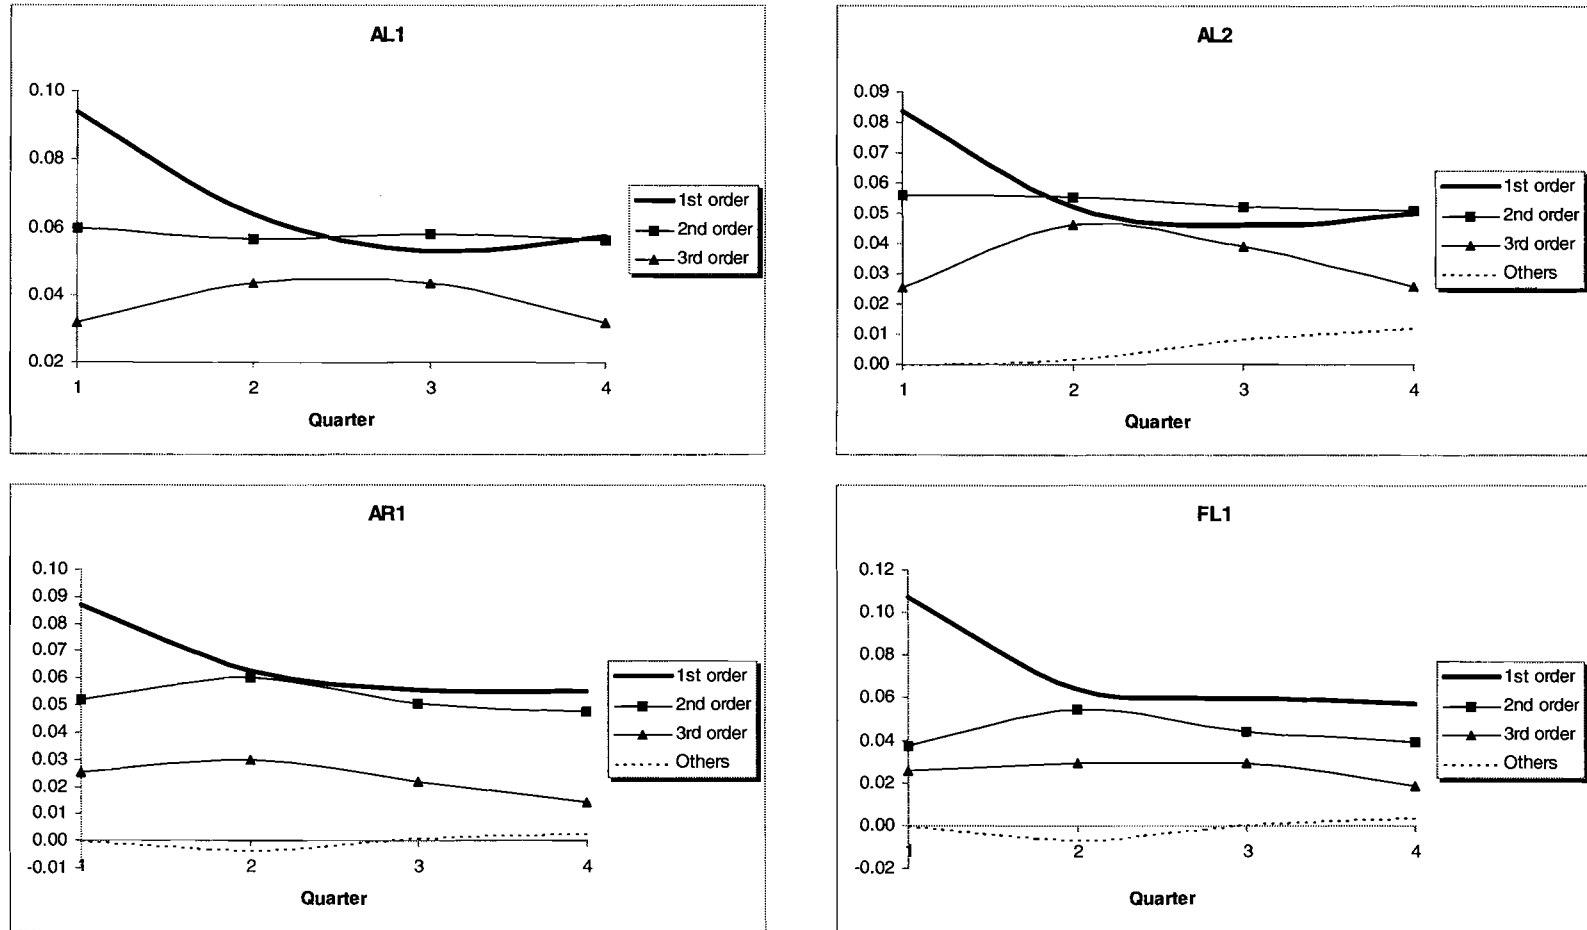 AL1
0.10
0.08
0.06
0.04
0.02
1
2
3
4
Quarter
1st order
2nd order
3rd order
AL2
0.09
0.08
0.07
0.06
0.05
0.04
0.03
0.02
0.01
0.00
1
2
3
4
Quarter
1st order
2nd order
3rd order
Others
AR1
0.10
0.09
0.08
0.07
0.06
0.05
0.04
0.03
0.02
0.01
0.00
-0.01
1
2
3
4
Quarter
1st order
2nd order
3rd order
Others
FL1
0.12
0.10
0.08
0.06
0.04
0.02
0.00
-0.02
1
2
3
4
Quarter
1st order
2nd order
3rd order
Others